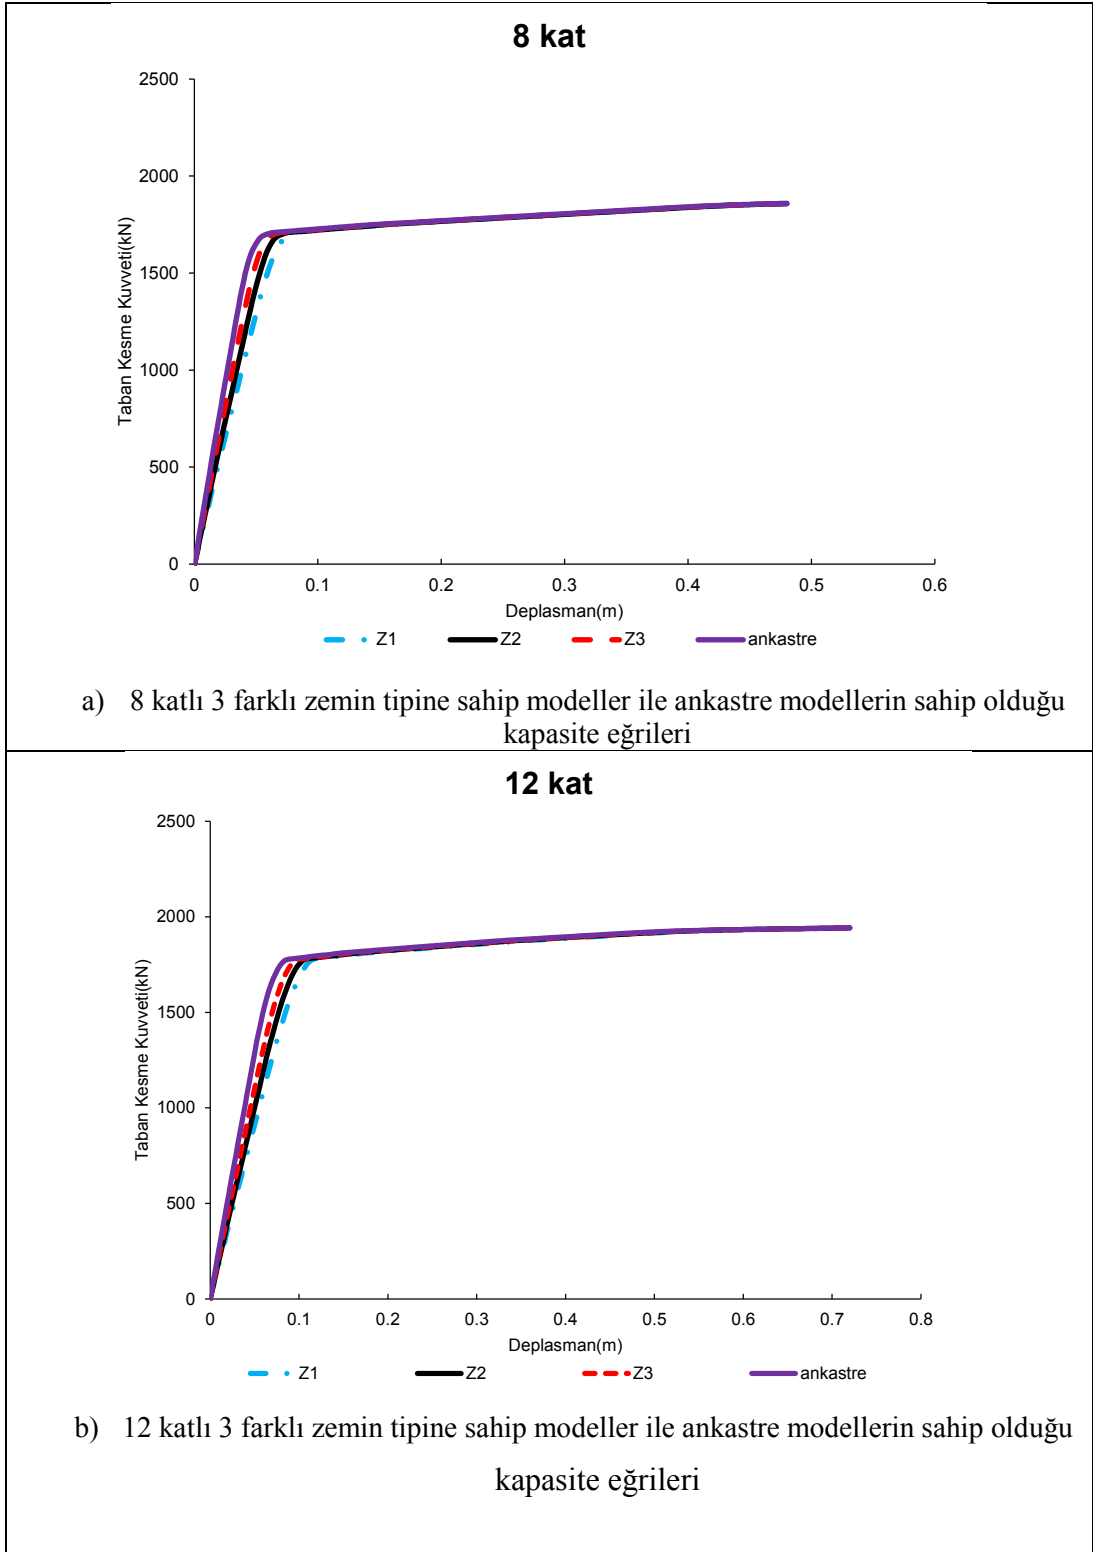 8 kat
2500
2000
1500
1000
500
0
Taban Kesme Kuvveti(kN)
0 0.1 0.2 0.3 0.4 0.5 0.6
Deplasman(m)
Z1 Z2 Z3 ankastre
a) 8 katlı 3 farklı zemin tipine sahip modeller ile ankastre modellerin sahip olduğu
kapasite eğrileri
12 kat
2500
2000
1500
1000
500
0
Taban Kesme Kuvveti(kN)
0 0.1 0.2 0.3 0.4 0.5 0.6 0.7 0.8
Deplasman(m)
Z1 Z2 Z3 ankastre
b) 12 katlı 3 farklı zemin tipine sahip modeller ile ankastre modellerin sahip olduğu
kapasite eğrileri